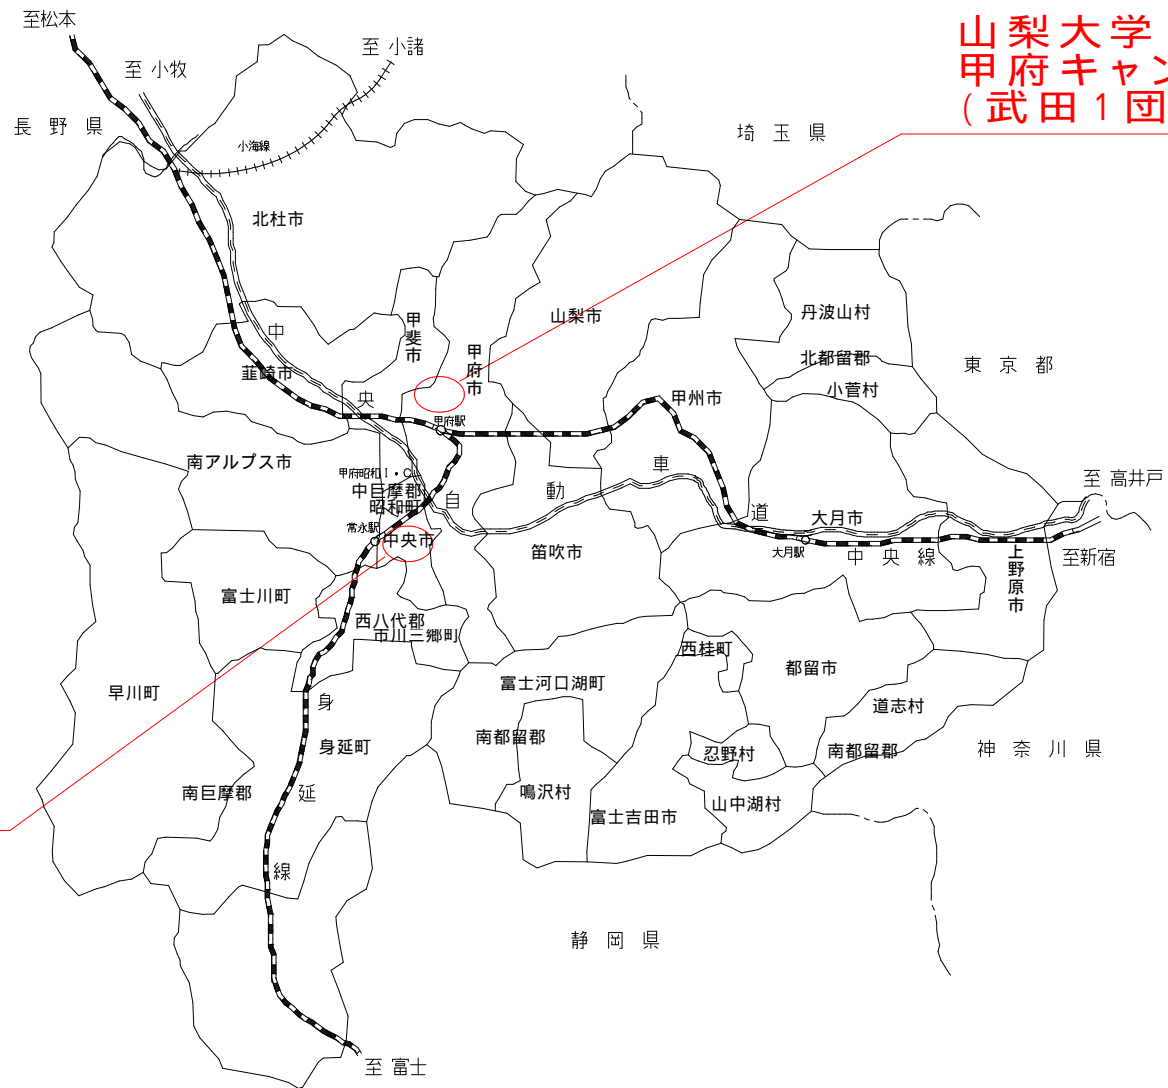 至松本
至 小牧
至 小諸
長 野 県
小海線
山梨大学
甲府キャン
(武田1団
埼 玉 県
北杜市
中
央
自
動
車
道
韮崎市
甲斐市
甲府市
山梨市
丹波山村
北都留郡
小菅村
東 京 都
甲州市
甲府駅
南アルプス市
甲府昭和I・
中巨摩郡
昭和町
常永駅
中央市
笛吹市
大月市
大月駅
中 央 線
至 高井戸
至新宿
上野原市
富士川町
西八代郡
市川三郷町
西桂町
都留市
早川町
身
延
線
身延町
富士河口湖町
南都留郡
鳴沢村
道志村
南都留郡
忍野村
山中湖村
富士吉田市
南巨摩郡
神 奈 川 県
静 岡 県
至 富士